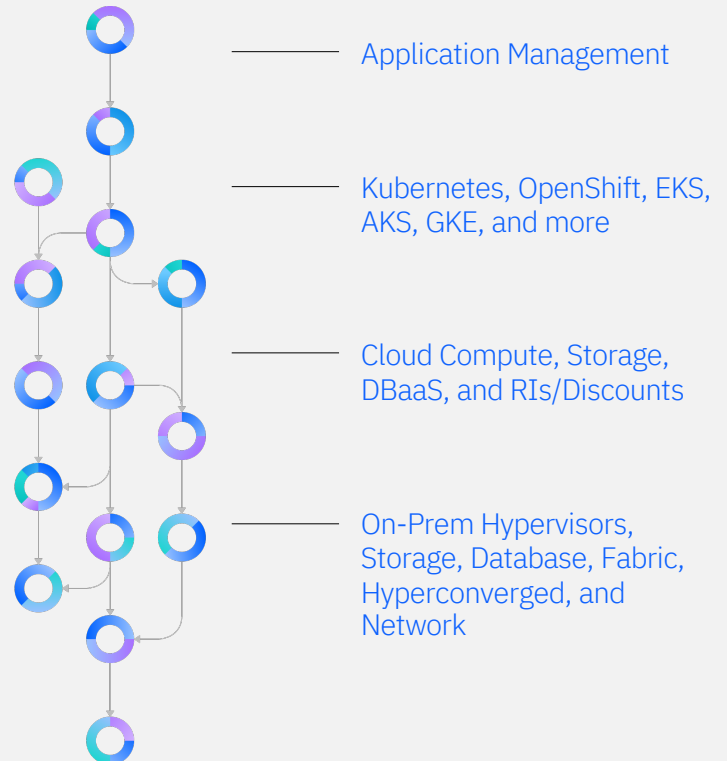 Application Management
Kubernetes, OpenShift, EKS,
AKS, GKE, and more
Cloud Compute, Storage,
DBaaS, and RIs/Discounts
On-Prem Hypervisors,
Storage, Database, Fabric,
Hyperconverged, and
Network